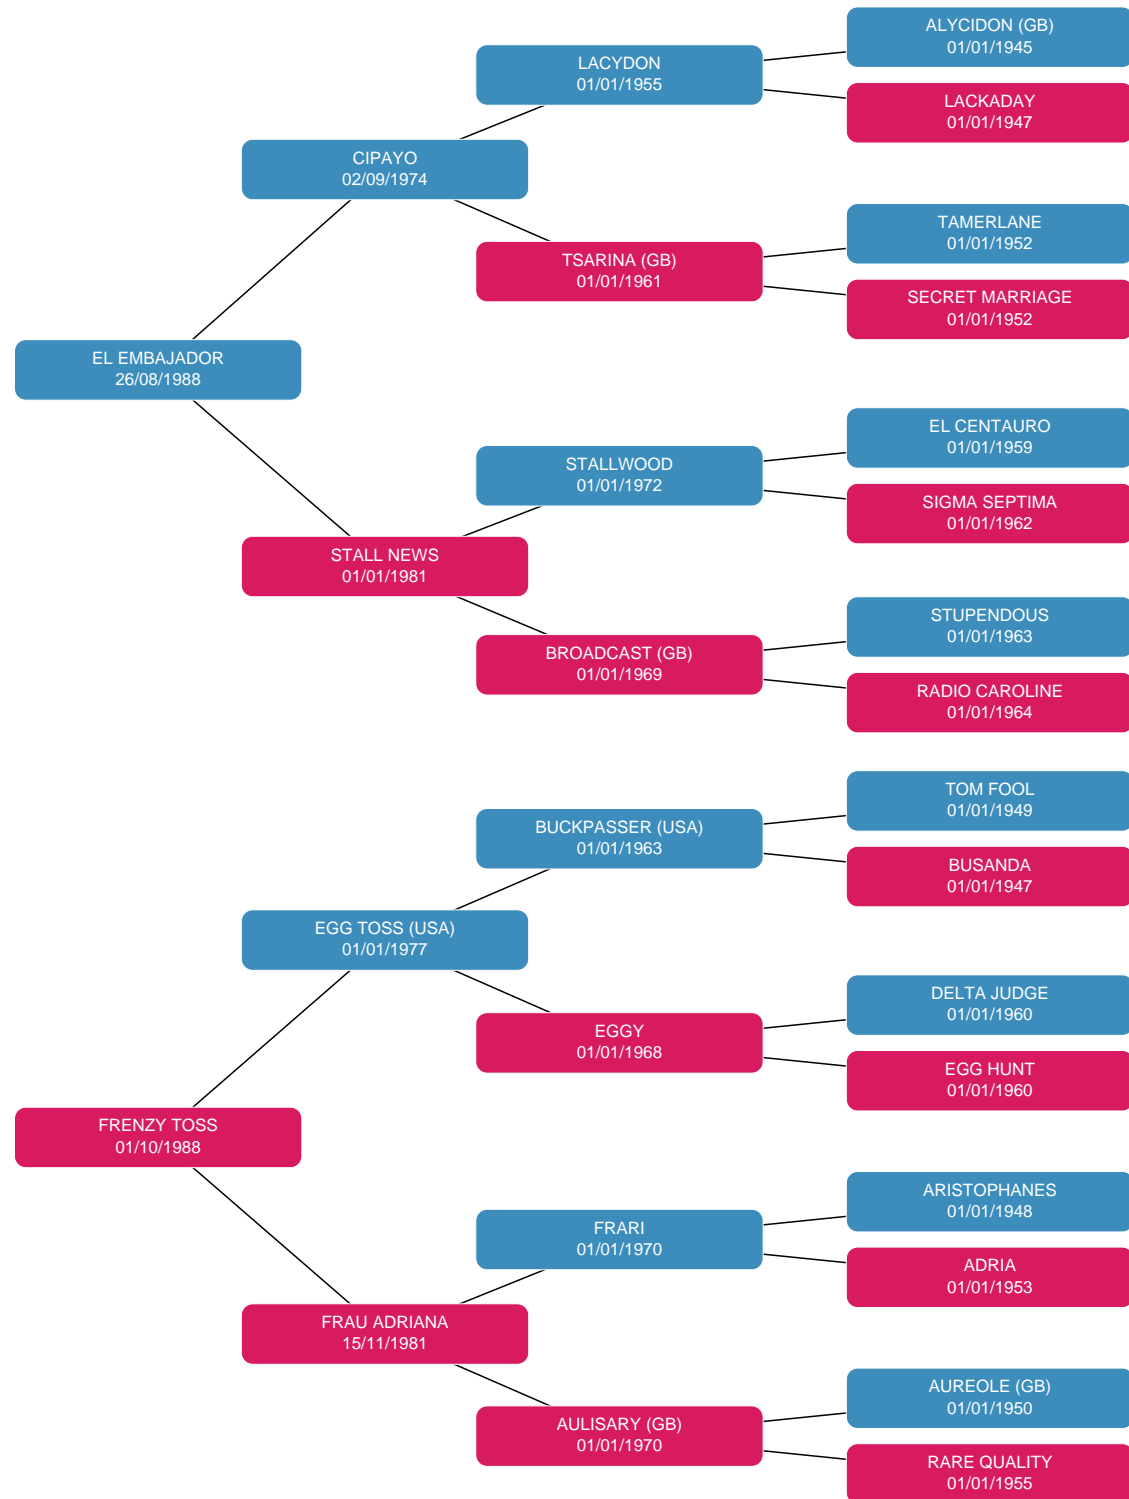 ALYCIDON (GB)
01/01/1945
LACYDON
01/01/1955
LACKADAY
01/01/1947
CIPAYO
02/09/1974
TAMERLANE
01/01/1952
TSARINA (GB)
01/01/1961
SECRET MARRIAGE
01/01/1952
EL EMBAJADOR
26/08/1988
EL CENTAURO
01/01/1959
STALLWOOD
01/01/1972
SIGMA SEPTIMA
01/01/1962
STALL NEWS
01/01/1981
STUPENDOUS
01/01/1963
BROADCAST (GB)
01/01/1969
RADIO CAROLINE
01/01/1964
TOM FOOL
01/01/1949
BUCKPASSER (USA)
01/01/1963
BUSANDA
01/01/1947
EGG TOSS (USA)
01/01/1977
DELTA JUDGE
01/01/1960
EGGY
01/01/1968
EGG HUNT
01/01/1960
FRENZY TOSS
01/10/1988
ARISTOPHANES
01/01/1948
FRARI
01/01/1970
ADRIA
01/01/1953
FRAU ADRIANA
15/11/1981
AUREOLE (GB)
01/01/1950
AULISARY (GB)
01/01/1970
RARE QUALITY
01/01/1955